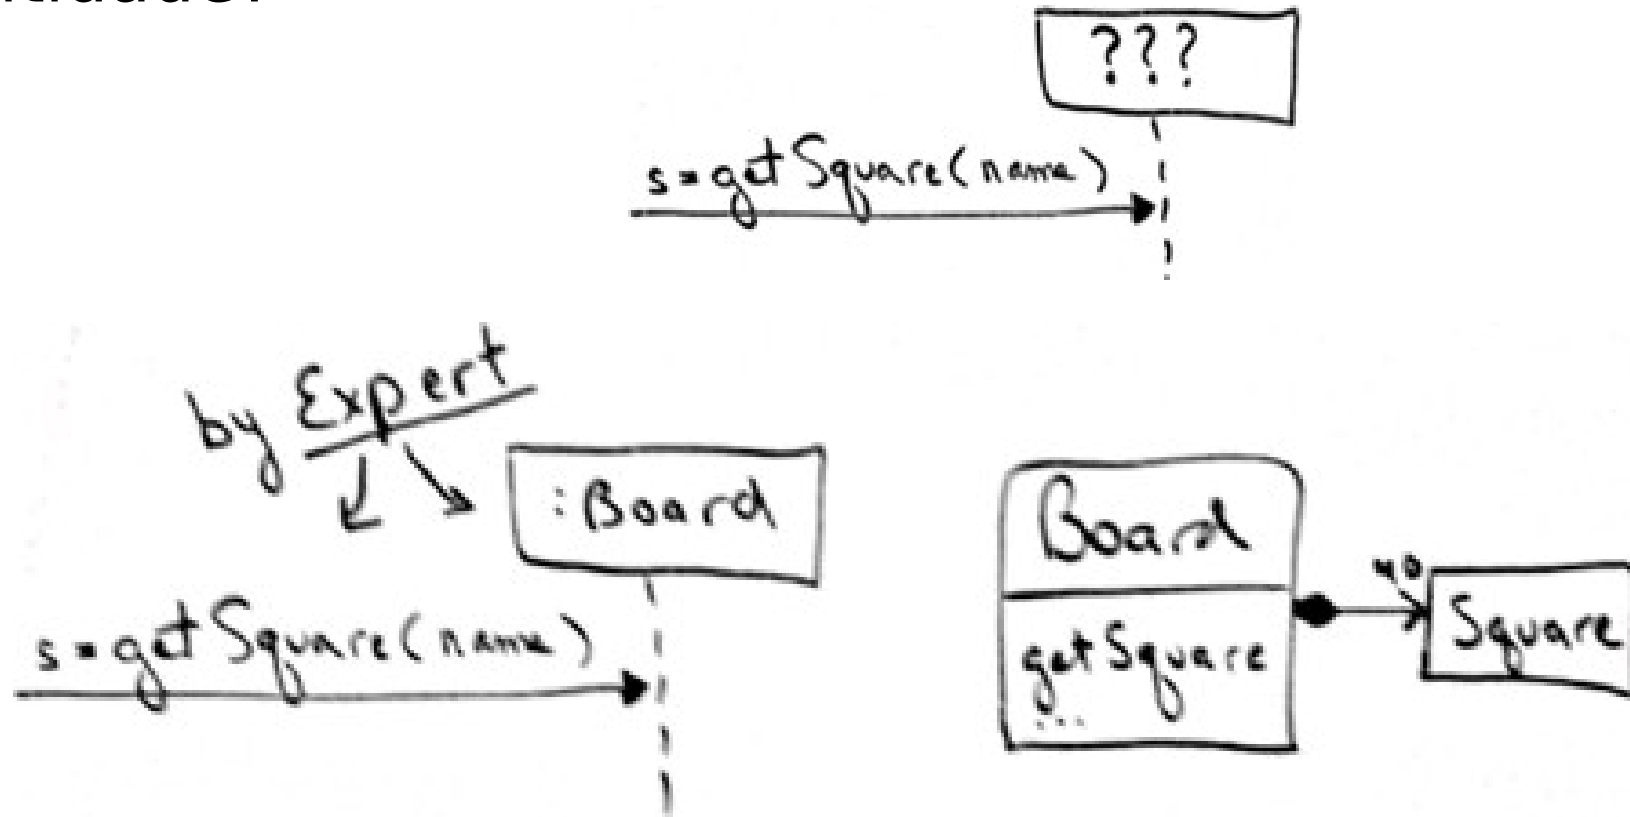 ???
s=getSquare(name)
by Expert
:Board
s=getSquare(name)
Board
getSquare
...
40
Square